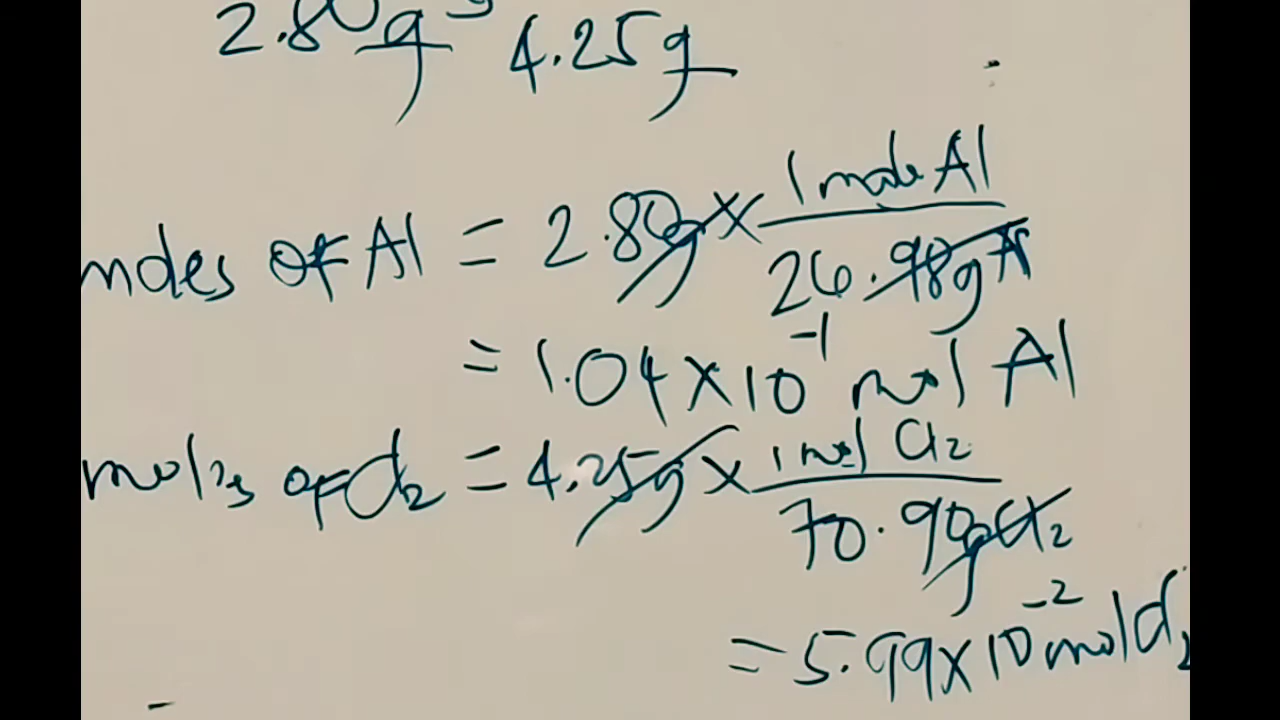 2.80g 4.25g
moles of Al = 2.80g × 1 mole Al / 26.98g Al
= 1.04 × 10⁻¹ mol Al
moles of Cl₂ = 4.25g × 1 mol Cl₂ / 70.90g Cl₂
= 5.99 × 10⁻² mol Cl₂